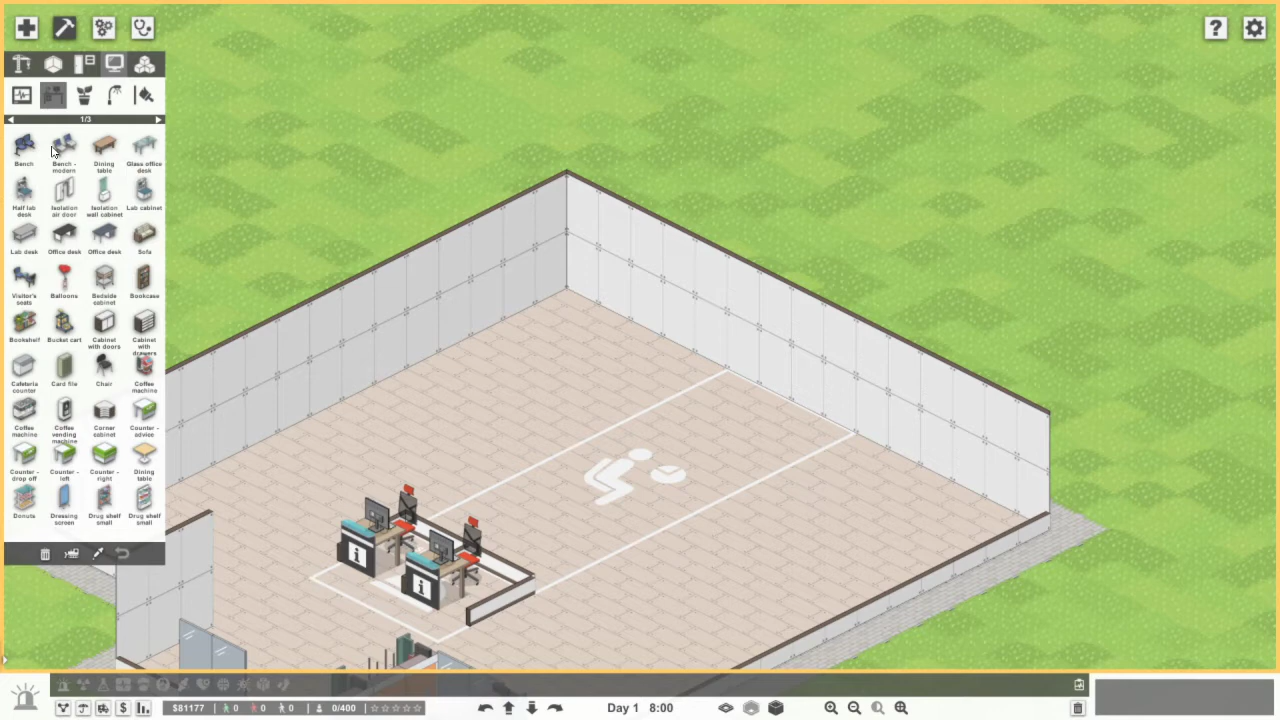 ?
1/3
Bench
Bench - modern
Dining table
Glass office desk
Half lab desk
Isolation air door
Isolation wall cabinet
Lab cabinet
Lab desk
Office desk
Office desk
Sofa
Visitor's seats
Balloons
Bedside cabinet
Bookcase
Bookshelf
Bucket cart
Cabinet with doors
Cabinet with drawers
Cafeteria counter
Card file
Chair
Coffee machine
Coffee machine
Coffee vending machine
Corner cabinet
Counter - advice
Counter - drop off
Counter - left
Counter - right
Dining table
Donuts
Dressing screen
Drug shelf small
Drug shelf small
i
i
$
$81177
0
0
0
0/400
Day 1 8:00